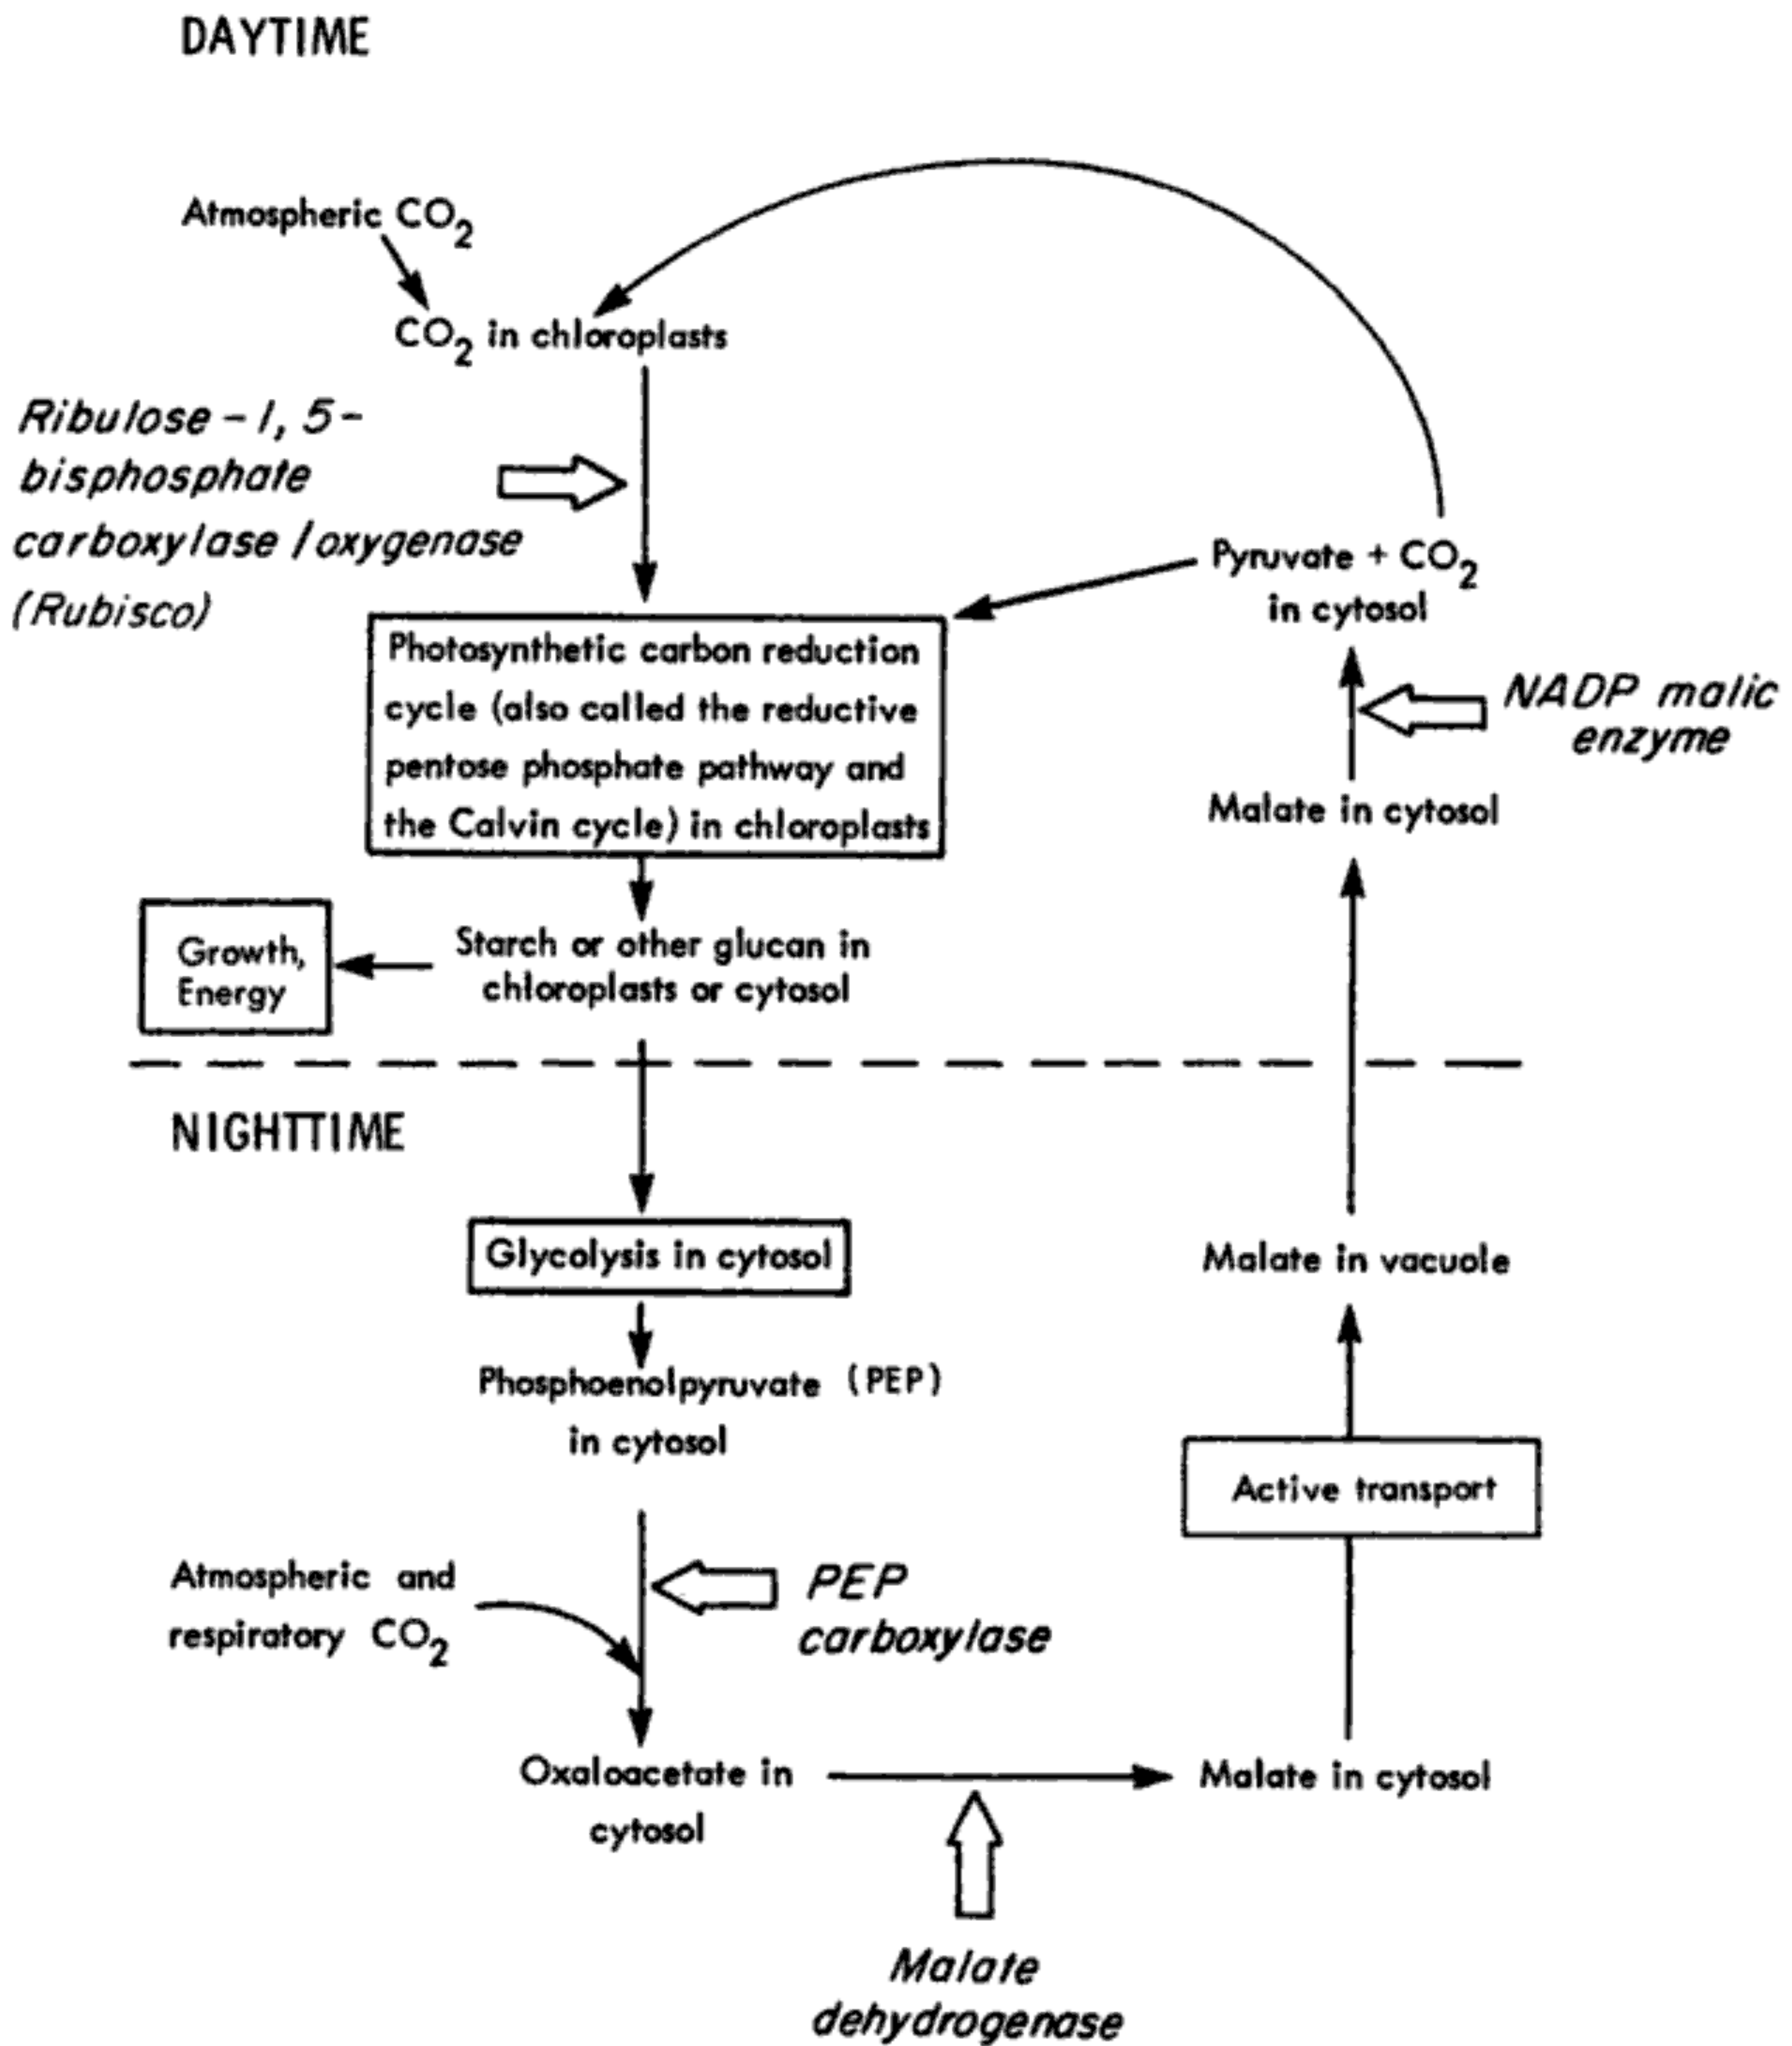 DAYTIME
Atmospheric CO2
CO2 in chloroplasts
Ribulose-1,5-
bisphosphate
carboxylase/oxygenase
(Rubisco)
Pyruvate + CO2
in cytosol
Photosynthetic carbon reduction
cycle (also called the reductive
pentose phosphate pathway and
the Calvin cycle) in chloroplasts
NADP malic
enzyme
Malate in cytosol
Growth,
Energy
Starch or other glucan in
chloroplasts or cytosol
NIGHTTIME
Glycolysis in cytosol
Malate in vacuole
Phosphoenolpyruvate (PEP)
in cytosol
Active transport
Atmospheric and
respiratory CO2
PEP
carboxylase
Oxaloacetate in
cytosol
Malate in cytosol
Malate
dehydrogenase